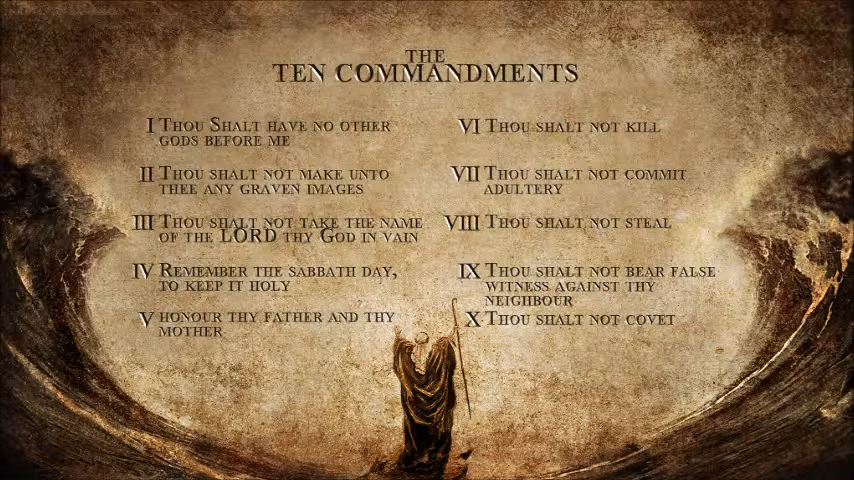 THE
TEN COMMANDMENTS
I THOU SHALT HAVE NO OTHER
GODS BEFORE ME
II THOU SHALT NOT MAKE UNTO
THEE ANY GRAVEN IMAGES
III THOU SHALT NOT TAKE THE NAME
OF THE LORD THY GOD IN VAIN
IV REMEMBER THE SABBATH DAY,
TO KEEP IT HOLY
V HONOUR THY FATHER AND THY
MOTHER
VI THOU SHALT NOT KILL
VII THOU SHALT NOT COMMIT
ADULTERY
VIII THOU SHALT NOT STEAL
IX THOU SHALT NOT BEAR FALSE
WITNESS AGAINST THY
NEIGHBOUR
X THOU SHALT NOT COVET